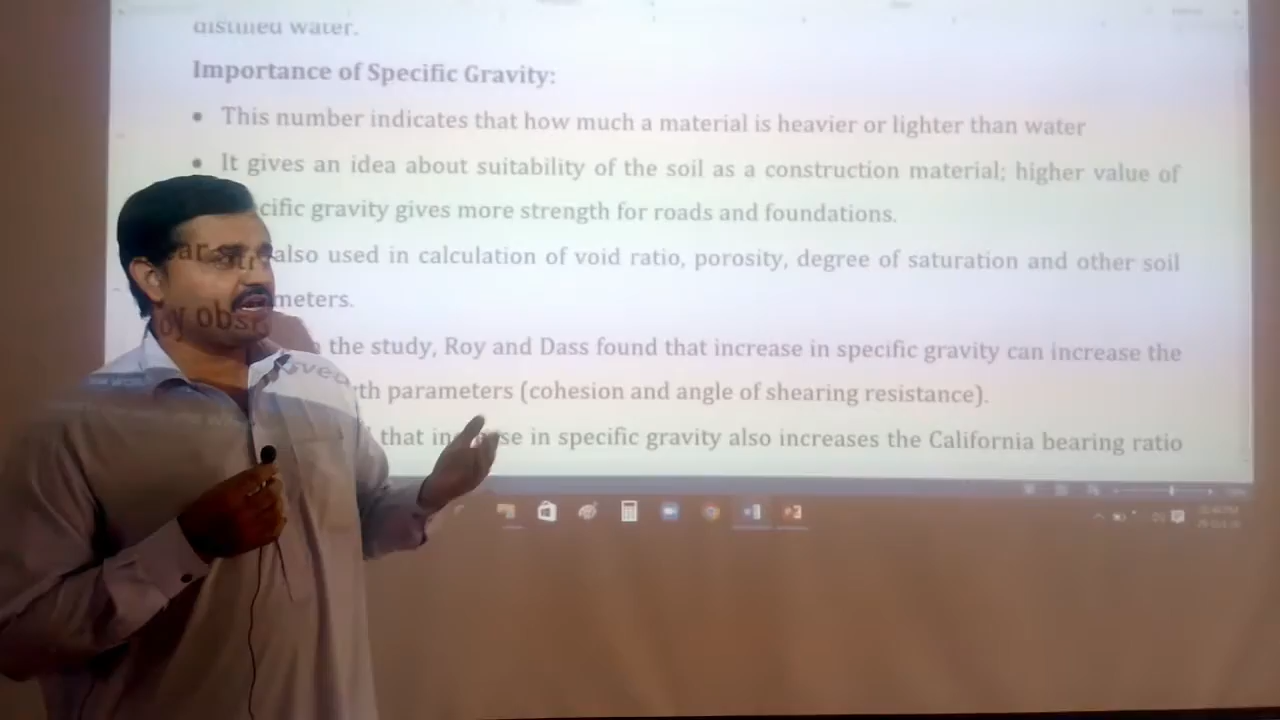 distilled water.
Importance of Specific Gravity:
• This number indicates that how much a material is heavier or lighter than water
• It gives an idea about suitability of the soil as a construction material; higher value of
cific gravity gives more strength for roads and foundations.
also used in calculation of void ratio, porosity, degree of saturation and other soil
meters.
the study, Roy and Dass found that increase in specific gravity can increase the
th parameters (cohesion and angle of shearing resistance).
that in se in specific gravity also increases the California bearing ratio